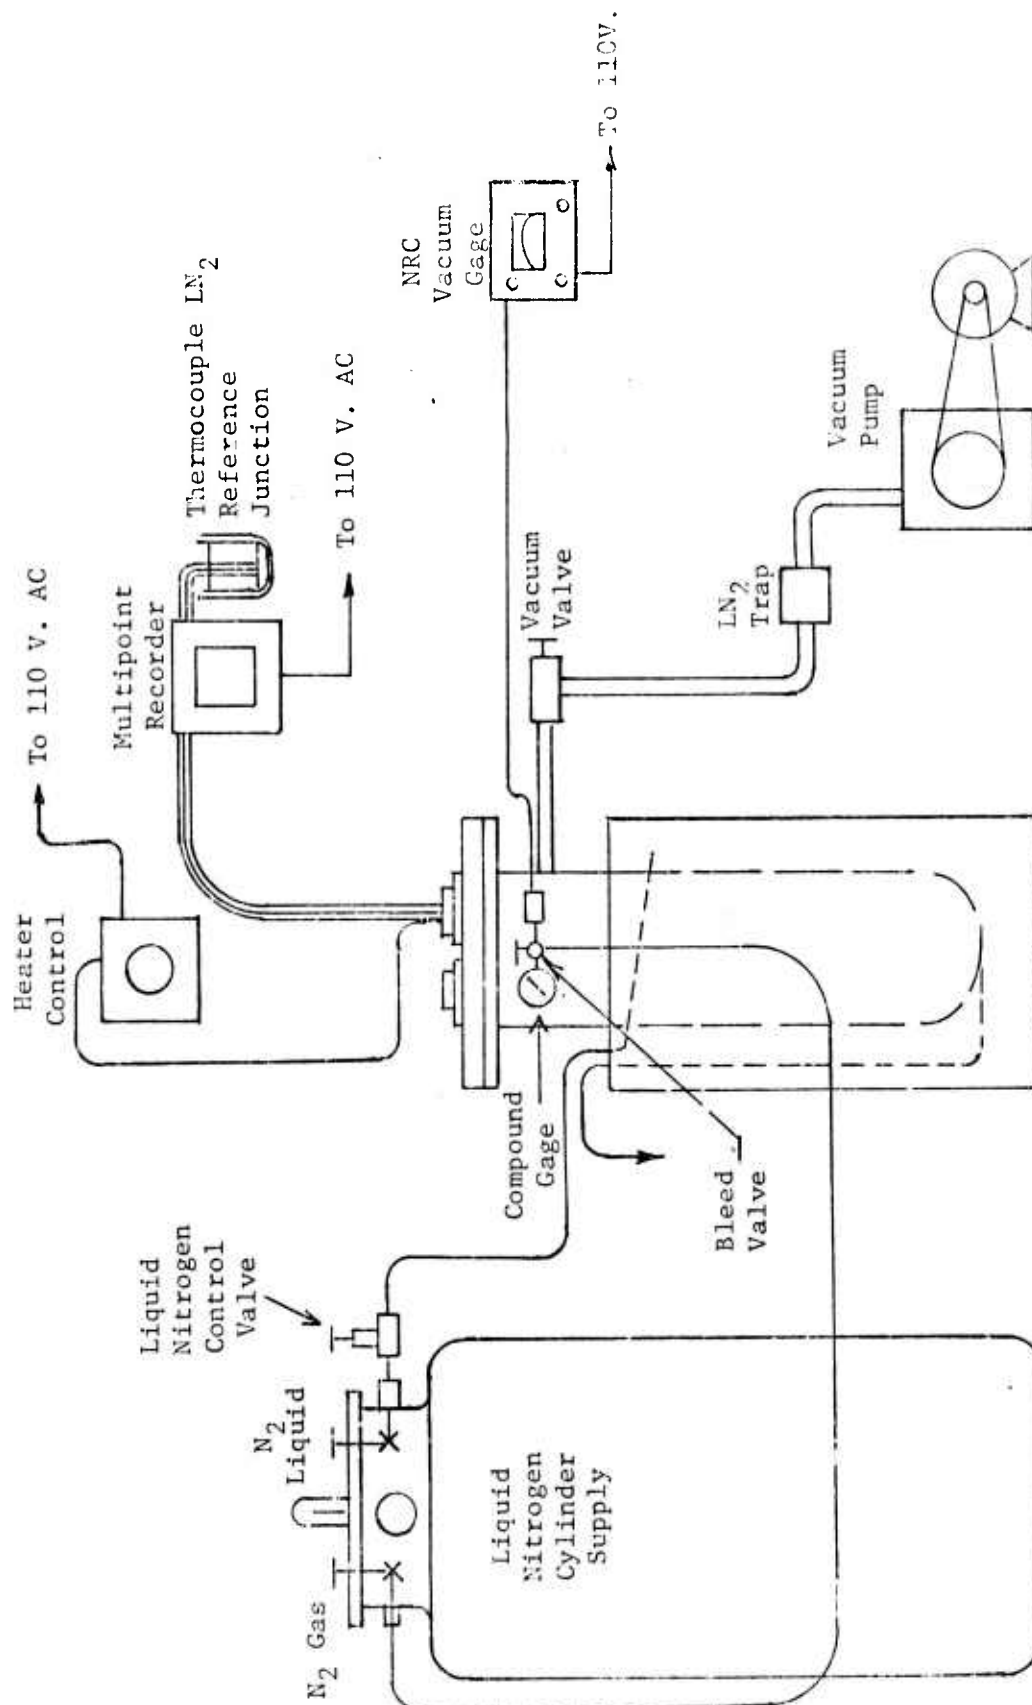 To 110 V. AC
Heater
Control
Multipoint
Recorder
Thermocouple LN2
Reference
Junction
To 110 V. AC
NRC
Vacuum
Gage
To 110V.
Liquid
Nitrogen
Control
Valve
N2
Liquid
N2 Gas
Compound
Gage
Vacuum
Valve
LN2
Trap
Vacuum
Pump
Bleed
Valve
Liquid
Nitrogen
Cylinder
Supply